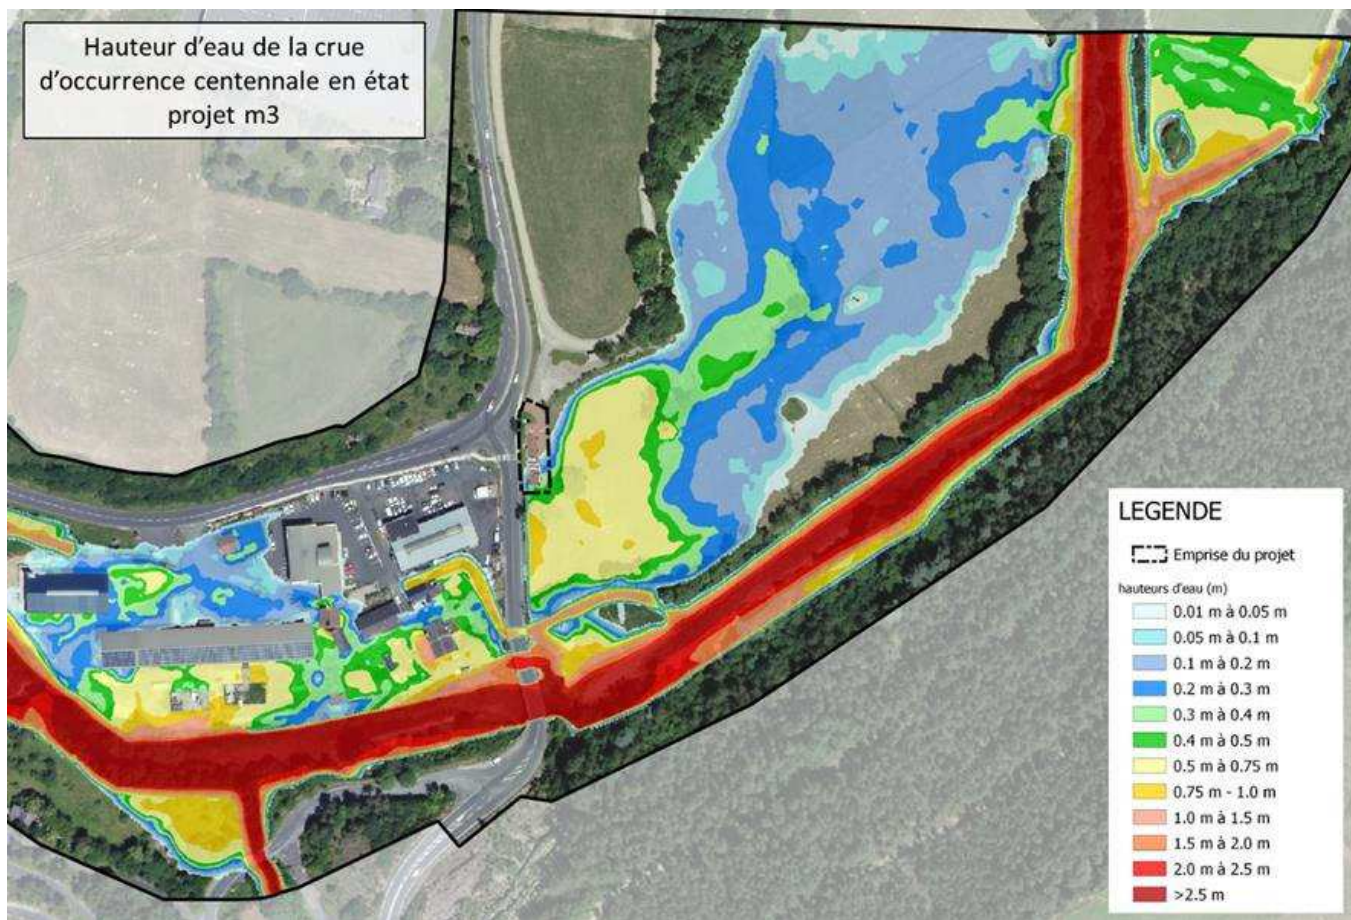 Hauteur d'eau de la crue
d'occurrence centennale en état
projet m3
LEGENDE
Emprise du projet
hauteurs d'eau (m)
0.01 m à 0.05 m
0.05 m à 0.1 m
0.1 m à 0.2 m
0.2 m à 0.3 m
0.3 m à 0.4 m
0.4 m à 0.5 m
0.5 m à 0.75 m
0.75 m - 1.0 m
1.0 m à 1.5 m
1.5 m à 2.0 m
2.0 m à 2.5 m
>2.5 m